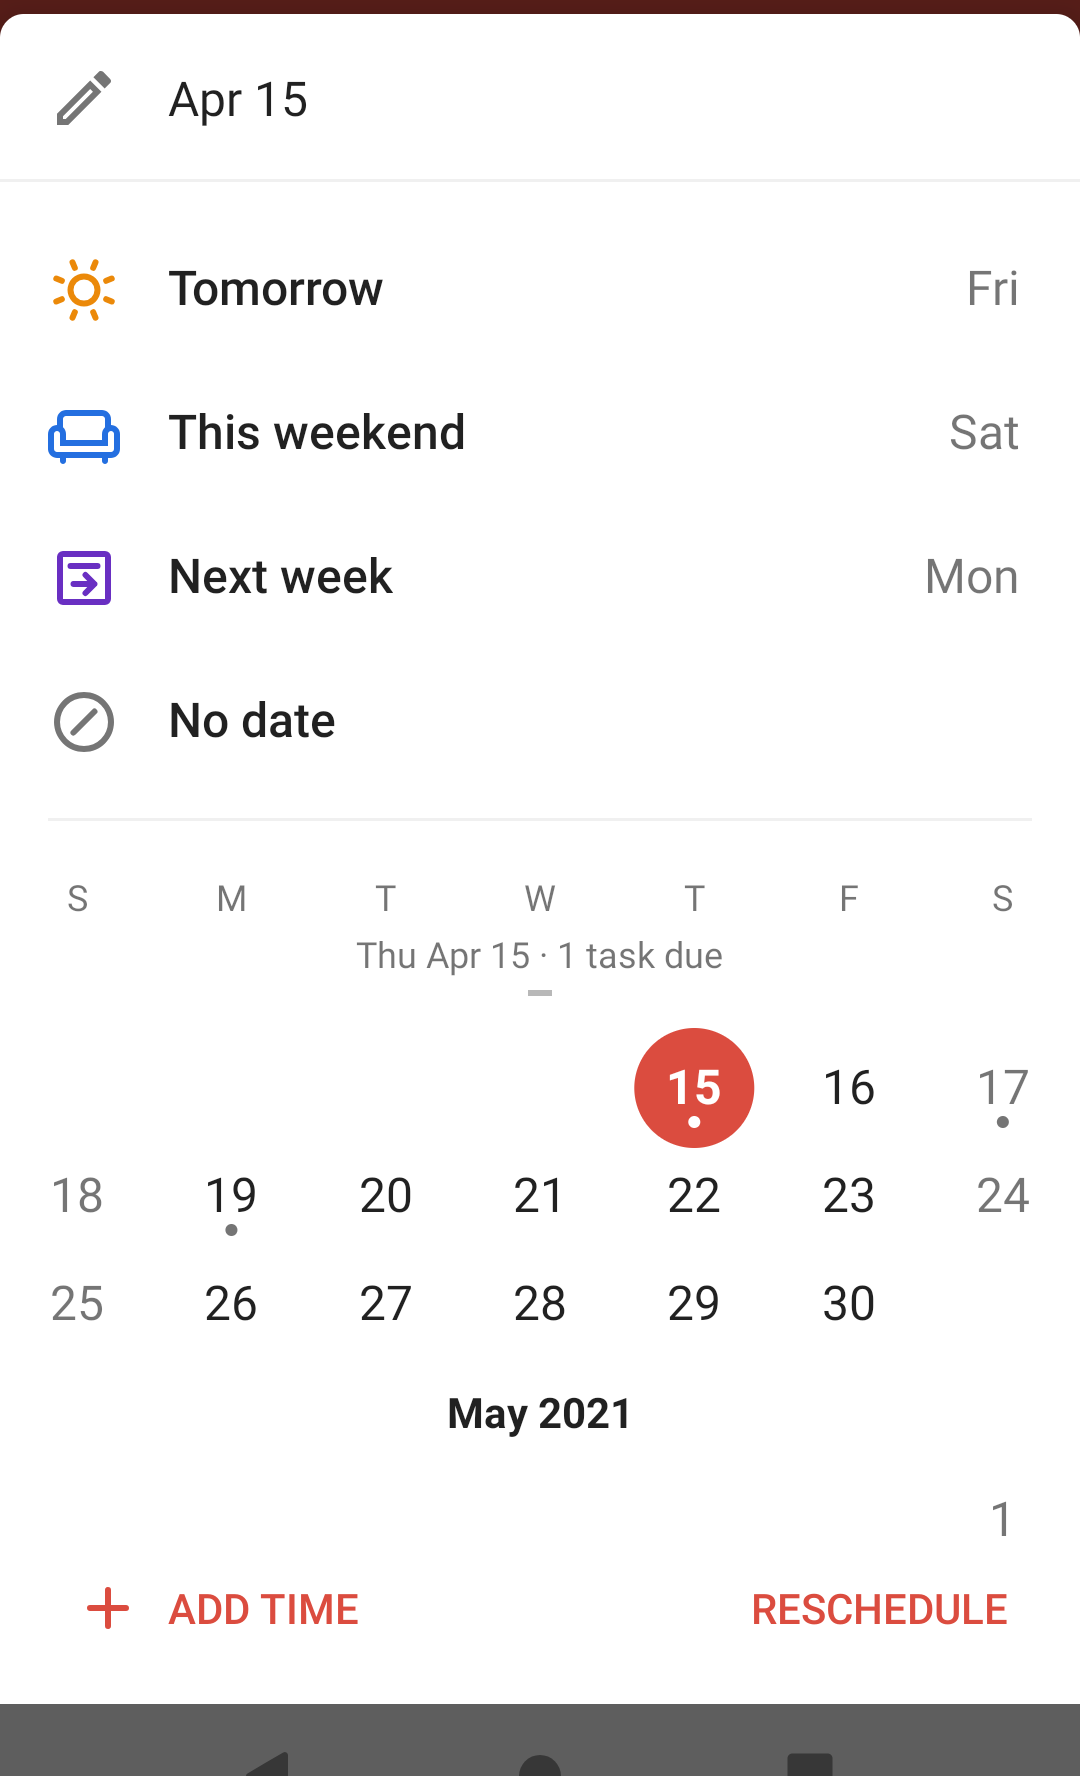 Apr 15
Tomorrow Fri
This weekend Sat
Next week Mon
No date
S M T W T F S
Thu Apr 15 · 1 task due
15 16 17
18 19 20 21 22 23 24
25 26 27 28 29 30
May 2021
1
ADD TIME RESCHEDULE